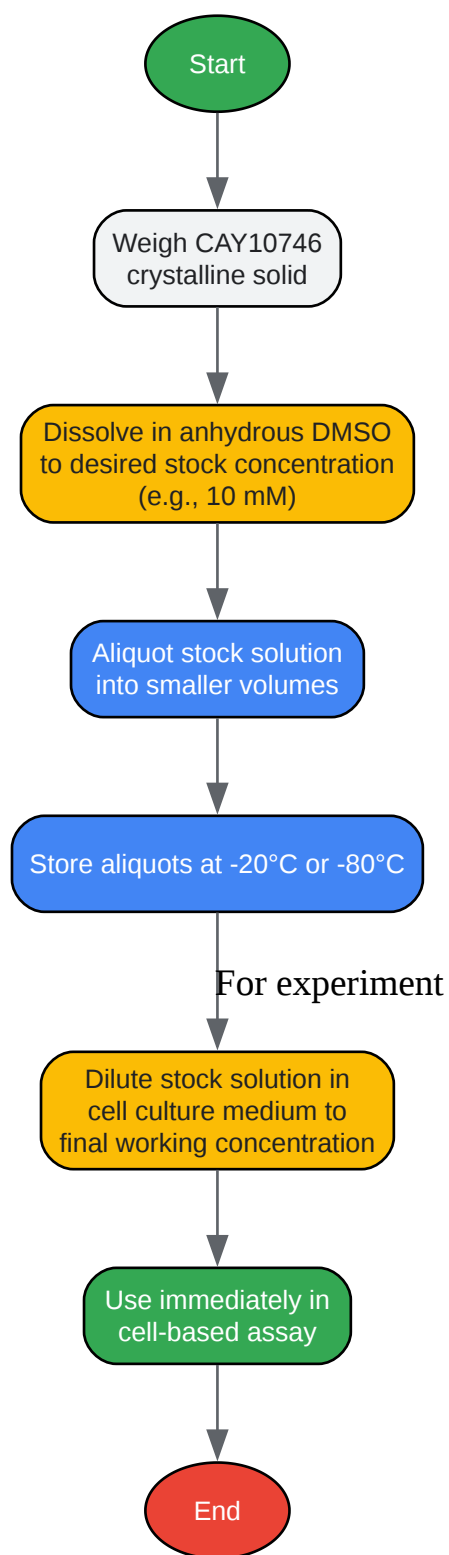 Start
Weigh CAY10746
crystalline solid
Dissolve in anhydrous DMSO
to desired stock concentration
(e.g., 10 mM)
Aliquot stock solution
into smaller volumes
Store aliquots at -20°C or -80°C
For experiment
Dilute stock solution in
cell culture medium to
final working concentration
Use immediately in
cell-based assay
End